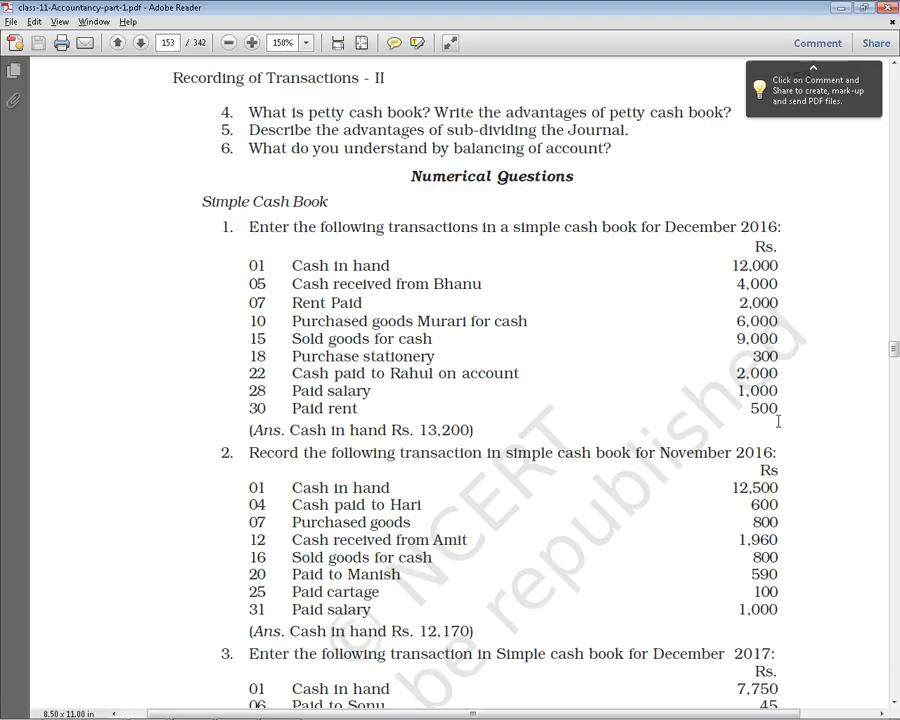 class-11-Accountancy-part-1.pdf - Adobe Reader
File Edit View Window Help
153 / 342 150% Comment Share
Recording of Transactions - II
Click on Comment and
Share to create, mark-up
and send PDF files.
4. What is petty cash book? Write the advantages of petty cash book?
5. Describe the advantages of sub-dividing the Journal.
6. What do you understand by balancing of account?
Numerical Questions
Simple Cash Book
1. Enter the following transactions in a simple cash book for December 2016:
Rs.
01 Cash in hand 12,000
05 Cash received from Bhanu 4,000
07 Rent Paid 2,000
10 Purchased goods Murari for cash 6,000
15 Sold goods for cash 9,000
18 Purchase stationery 300
22 Cash paid to Rahul on account 2,000
28 Paid salary 1,000
30 Paid rent 500
(Ans. Cash in hand Rs. 13,200)
2. Record the following transaction in simple cash book for November 2016:
Rs
01 Cash in hand 12,500
04 Cash paid to Hari 600
07 Purchased goods 800
12 Cash received from Amit 1,960
16 Sold goods for cash 800
20 Paid to Manish 590
25 Paid cartage 100
31 Paid salary 1,000
(Ans. Cash in hand Rs. 12,170)
3. Enter the following transaction in Simple cash book for December 2017:
Rs.
01 Cash in hand 7,750
06 Paid to Sonu 45
© NCERT
be republished
8.50 x 11.00 in